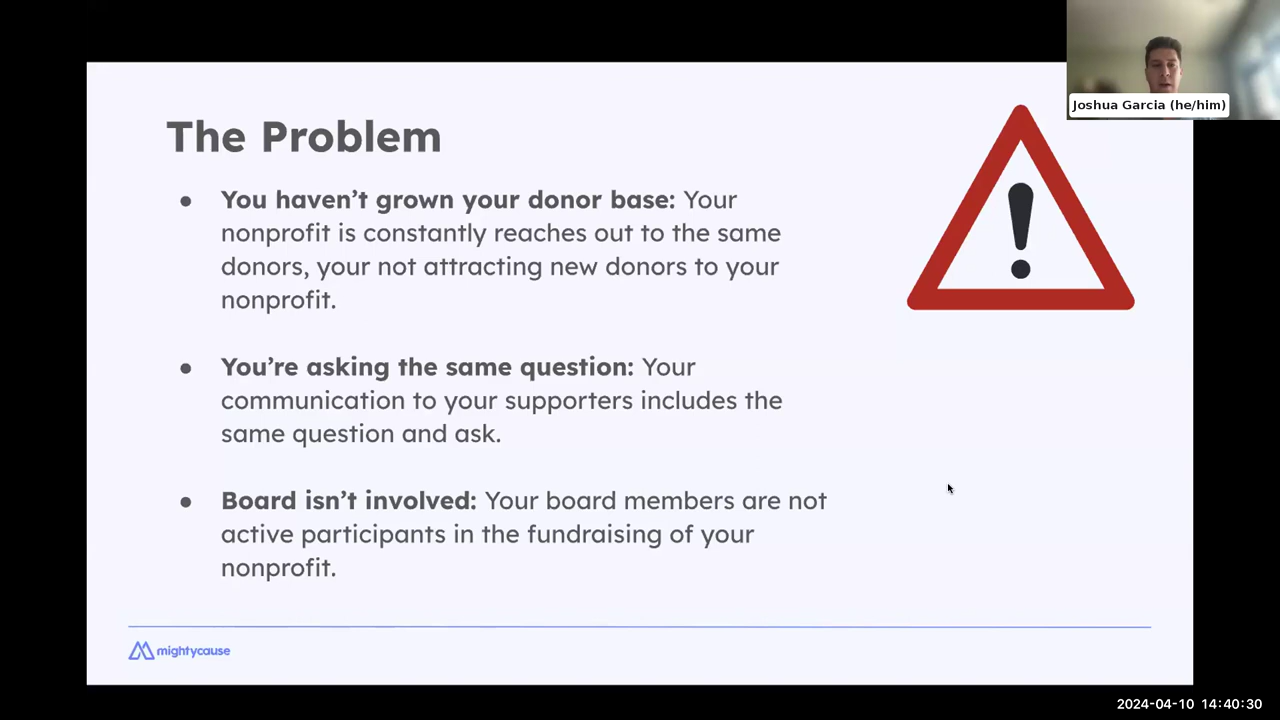 Joshua Garcia (he/him)
The Problem
● You haven’t grown your donor base: Your
nonprofit is constantly reaches out to the same
donors, your not attracting new donors to your
nonprofit.
● You’re asking the same question: Your
communication to your supporters includes the
same question and ask.
● Board isn’t involved: Your board members are not
active participants in the fundraising of your
nonprofit.
mightycause
2024-04-10 14:40:30